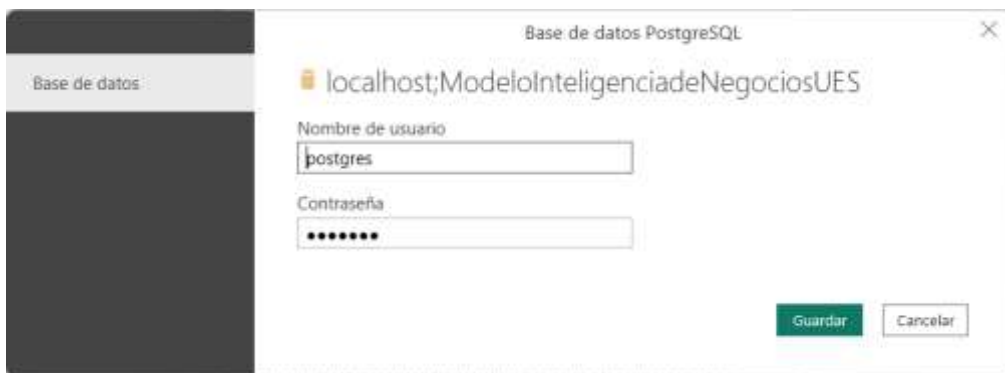 Base de datos PostgreSQL
Base de datos
localhost;ModeloInteligenciadeNegociosUES
Nombre de usuario
postgres
Contraseña
•••••••
Guardar
Cancelar